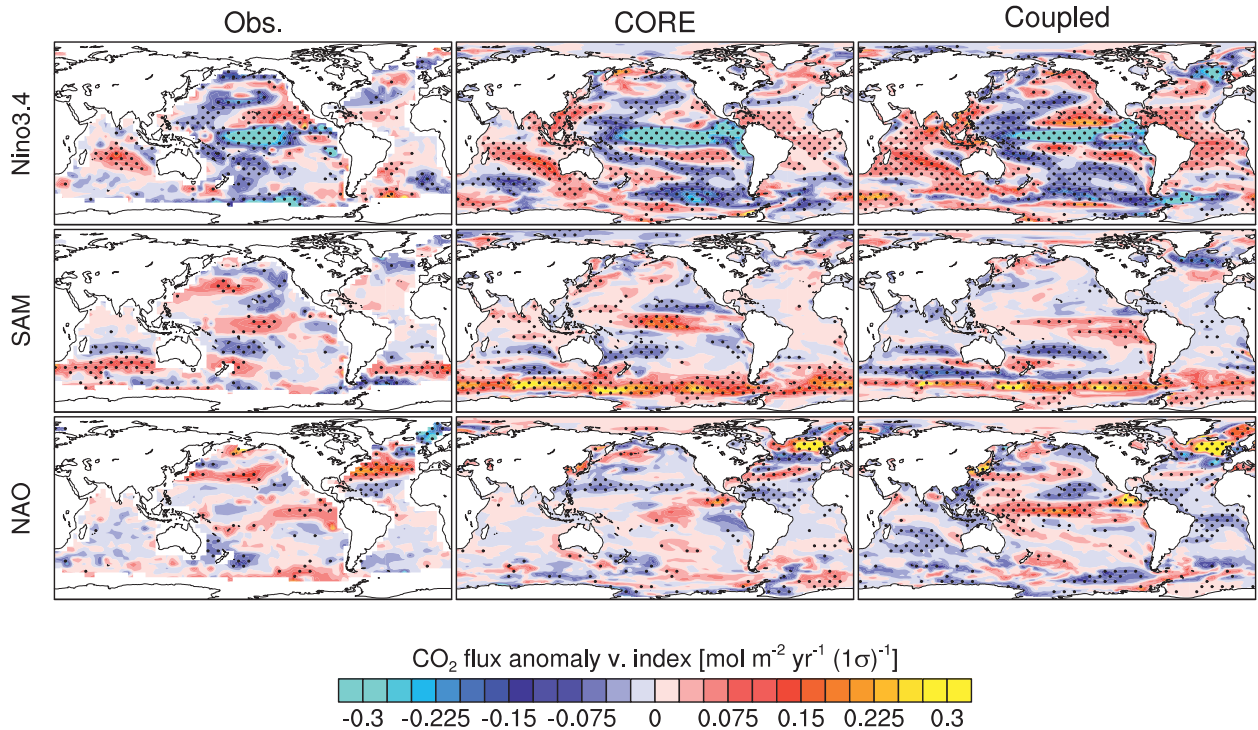 Obs. CORE Coupled
Nino3.4
SAM
NAO
CO₂ flux anomaly v. index [mol m⁻² yr⁻¹ (1σ)⁻¹]
-0.3 -0.225 -0.15 -0.075 0 0.075 0.15 0.225 0.3